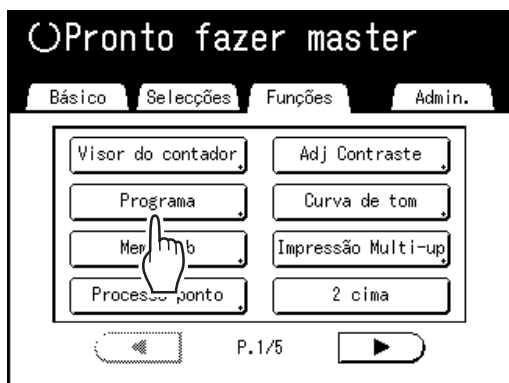 Pronto fazer master
Básico Selecções Funções Admin.
Visor do contador Adj Contraste
Programa Curva de tom
Impressão Multi-up
Processo ponto 2 cima
P.1/5